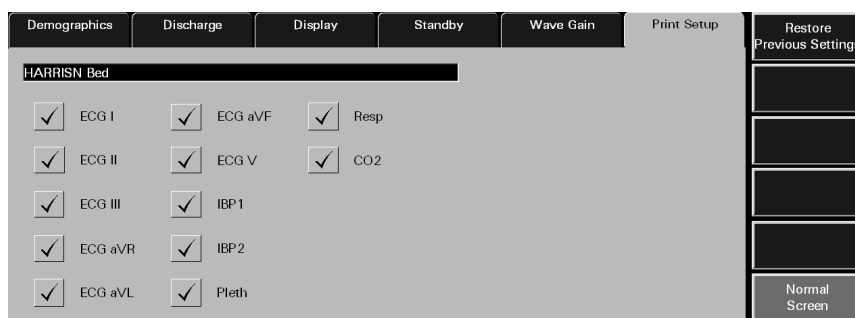 Demographics
Discharge
Display
Standby
Wave Gain
Print Setup
Restore
Previous Setting
HARRISN Bed
ECG I
ECG aVF
Resp
ECG II
ECG V
CO2
ECG III
IBP1
ECG aVR
IBP2
ECG aVL
Pleth
Normal
Screen